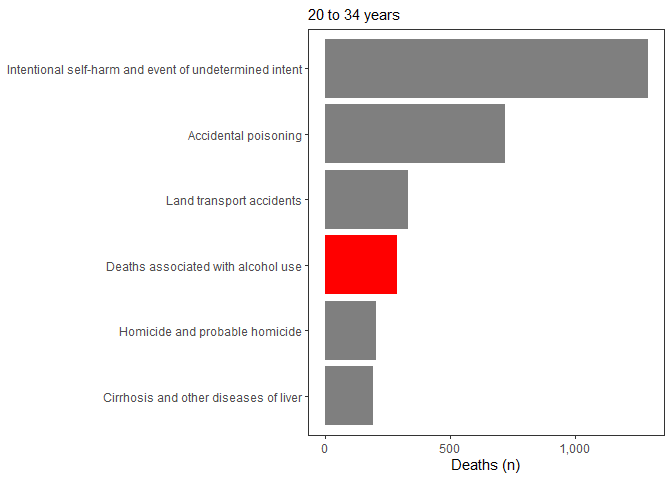 20 to 34 years
Intentional self-harm and event of undetermined intent
Accidental poisoning
Land transport accidents
Deaths associated with alcohol use
Homicide and probable homicide
Cirrhosis and other diseases of liver
0 500 1,000
Deaths (n)